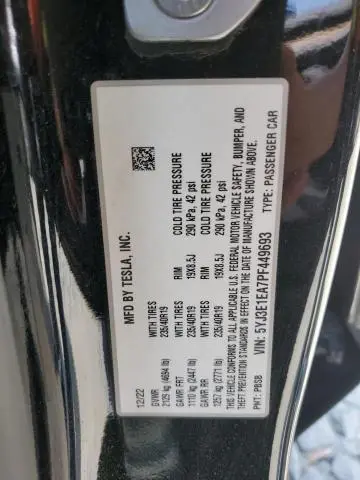 MFD BY TESLA, INC.
12/22
GVWR WITH TIRES RIM COLD TIRE PRESSURE
2129 kg (4694 lb) 235/40R19 19X8.5J 290 kPa, 42 psi
GAWR FRT
1110 kg (2447 lb)
GAWR RR WITH TIRES RIM COLD TIRE PRESSURE
1257 kg (2771 lb) 235/40R19 19X8.5J 290 kPa, 42 psi
THIS VEHICLE CONFORMS TO ALL APPLICABLE U.S. FEDERAL MOTOR VEHICLE SAFETY, BUMPER, AND
THEFT PREVENTION STANDARDS IN EFFECT ON THE DATE OF MANUFACTURE SHOWN ABOVE.
VIN: 5YJ3E1EA7PF449693
PNT: PBSB TYPE: PASSENGER CAR